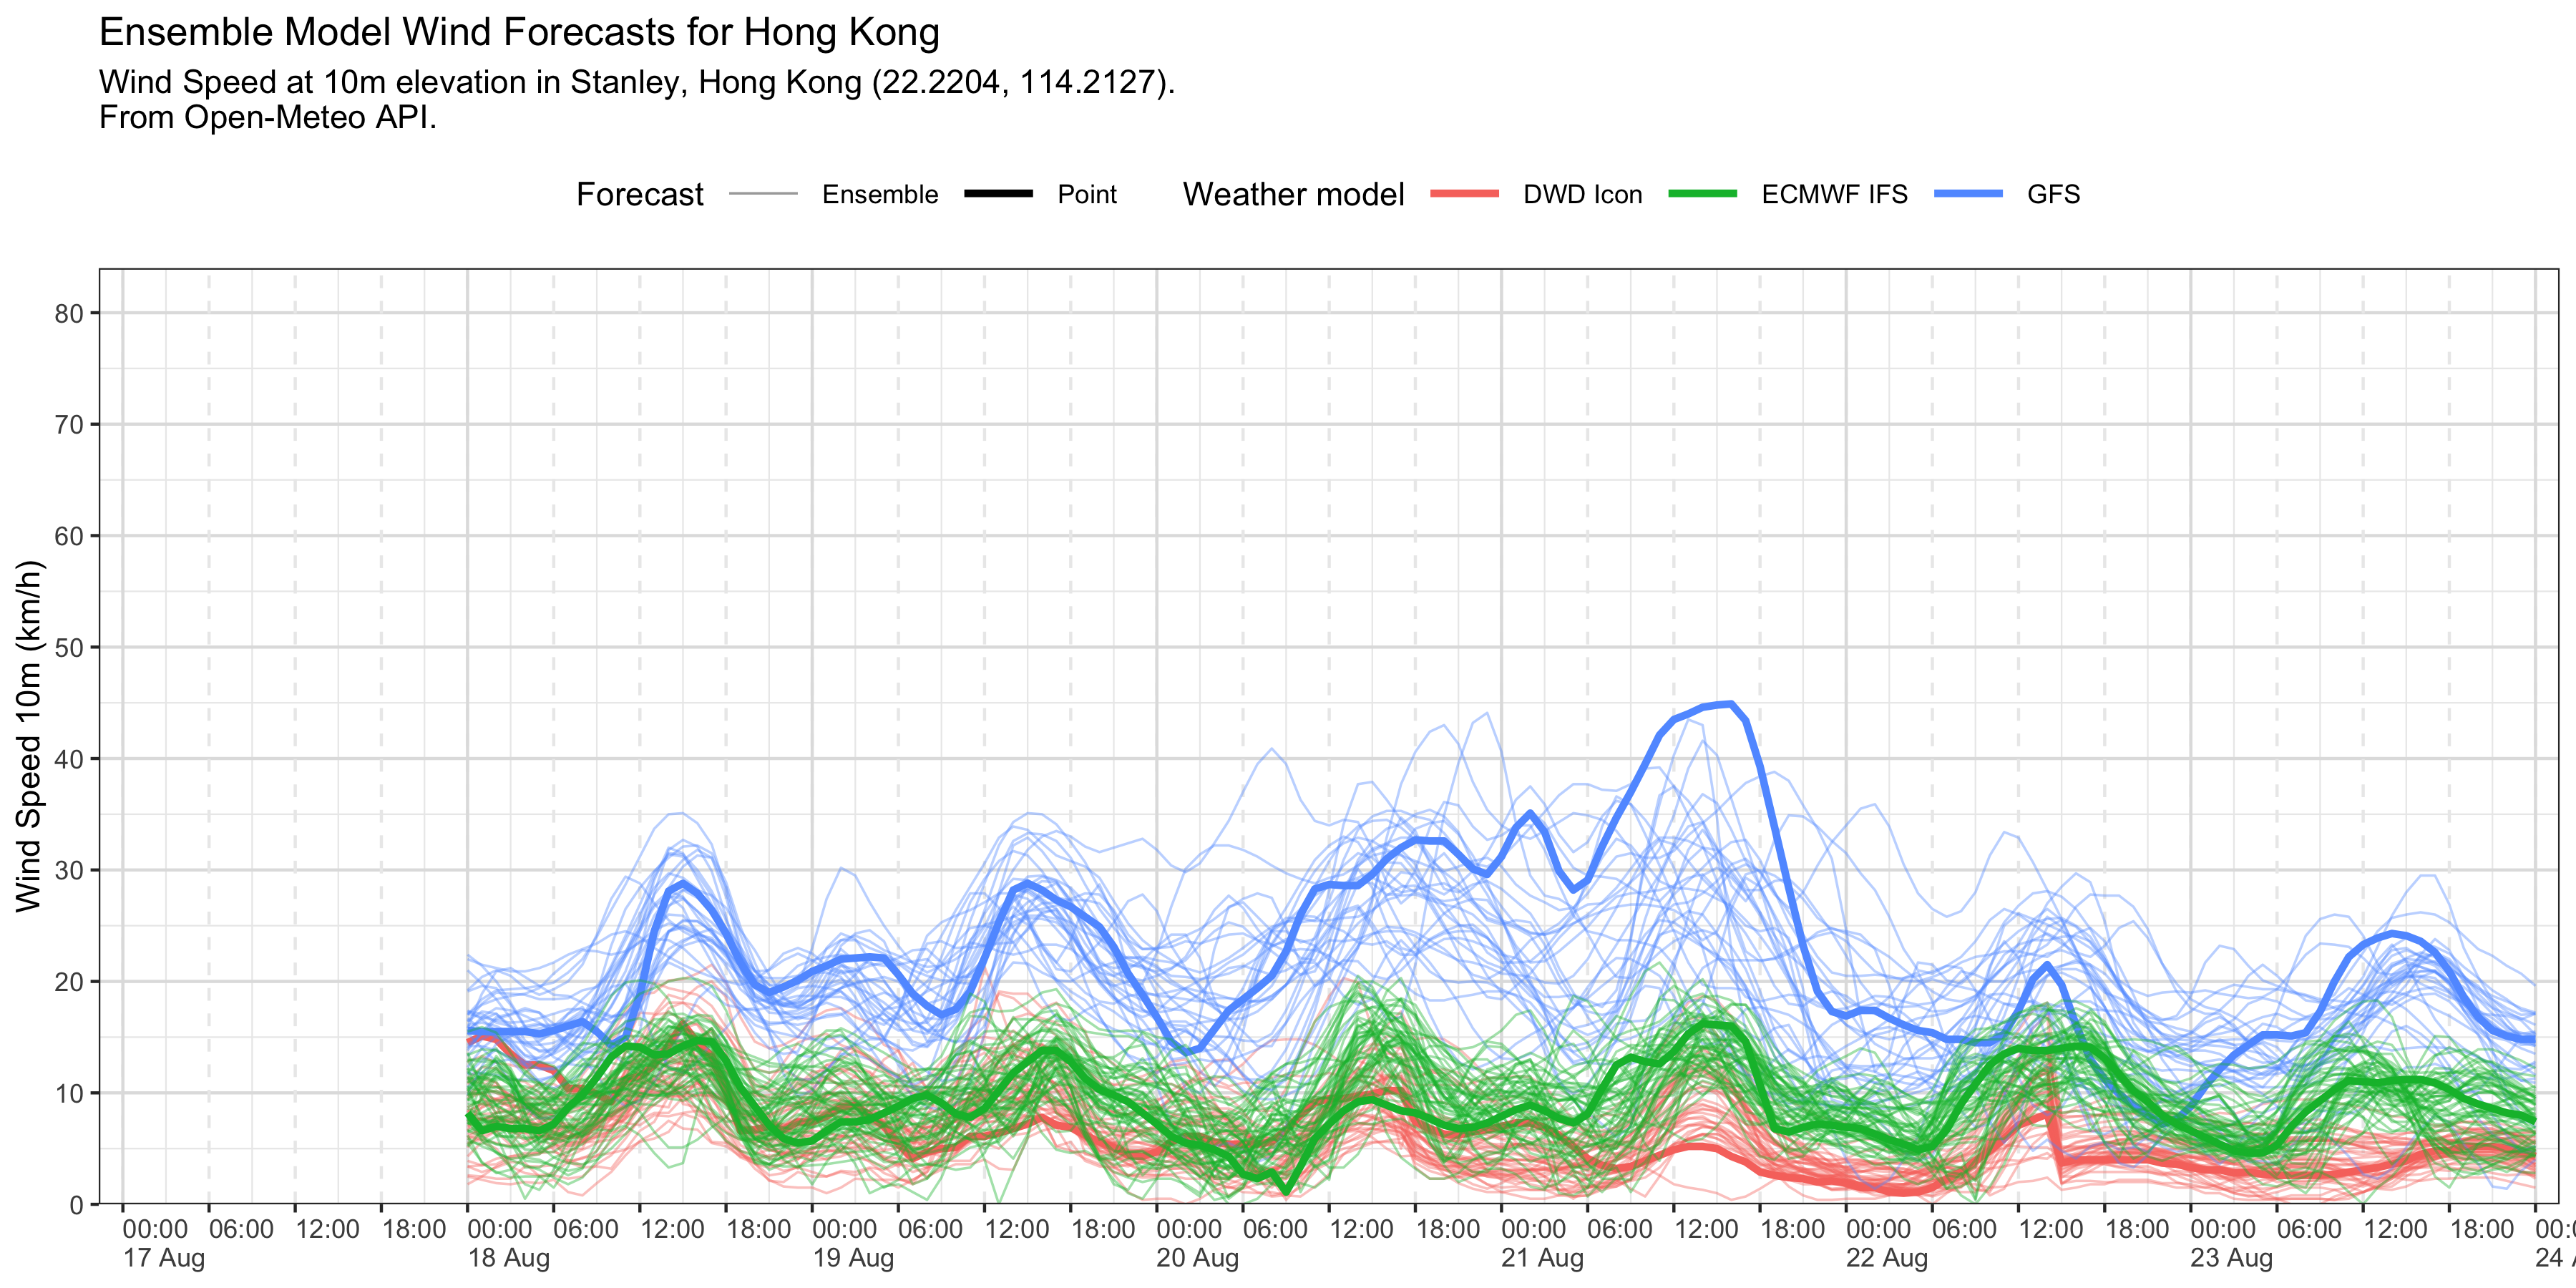 Ensemble Model Wind Forecasts for Hong Kong
Wind Speed at 10m elevation in Stanley, Hong Kong (22.2204, 114.2127).
From Open-Meteo API.
Forecast Ensemble Point Weather model DWD Icon ECMWF IFS GFS
Wind Speed 10m (km/h)
80
70
60
50
40
30
20
10
0
00:00 06:00 12:00 18:00 00:00 06:00 12:00 18:00 00:00 06:00 12:00 18:00 00:00 06:00 12:00 18:00 00:00 06:00 12:00 18:00 00:00 06:00 12:00 18:00 00:00 06:00 12:00 18:00 00:0
17 Aug 18 Aug 19 Aug 20 Aug 21 Aug 22 Aug 23 Aug 24 A